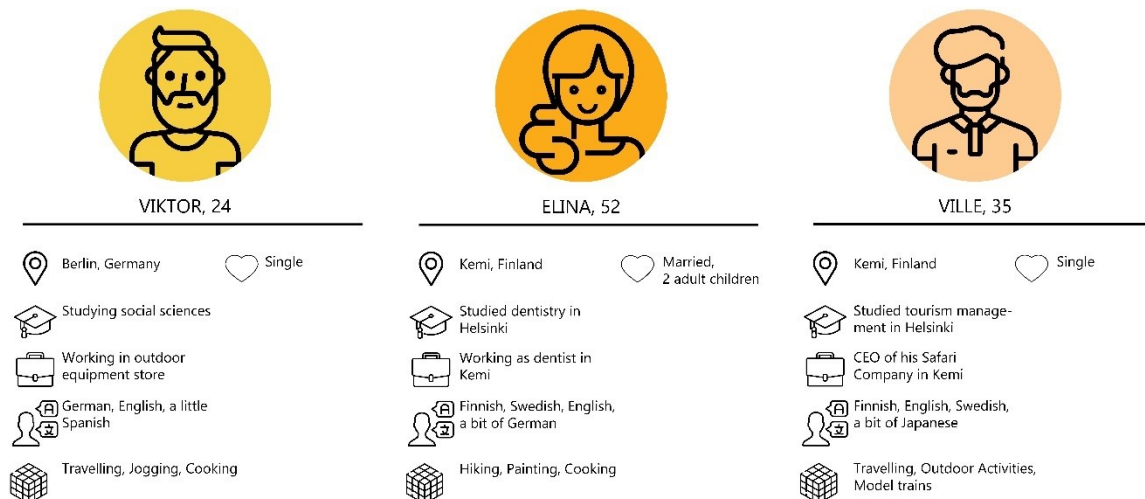 VIKTOR, 24
Berlin, Germany
Single
Studying social sciences
Working in outdoor
equipment store
German, English, a little
Spanish
Travelling, Jogging, Cooking
ELINA, 52
Kemi, Finland
Married,
2 adult children
Studied dentistry in
Helsinki
Working as dentist in
Kemi
Finnish, Swedish, English,
a bit of German
Hiking, Painting, Cooking
VILLE, 35
Kemi, Finland
Single
Studied tourism manage-
ment in Helsinki
CEO of his Safari
Company in Kemi
Finnish, English, Swedish,
a bit of Japanese
Travelling, Outdoor Activities,
Model trains